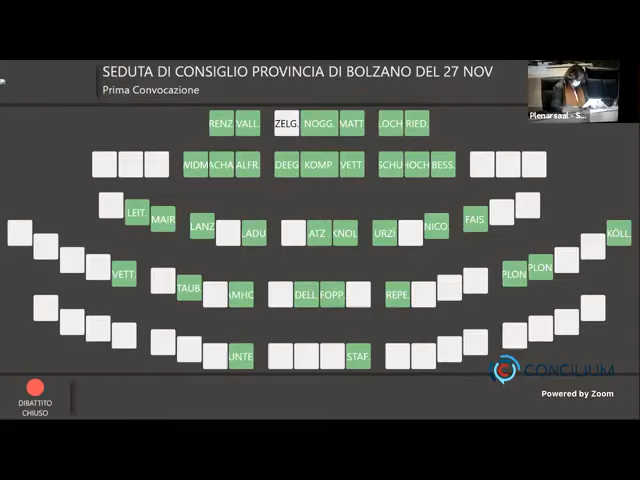 SEDUTA DI CONSIGLIO PROVINCIA DI BOLZANO DEL 27 NOV
Prima Convocazione
Plenarsaal - S...
RENZ VALL. ZELG. NOGG. MATT LOCH RIED.
WIDM ACHA ALFR. DEEG KOMP. VETT. SCHU HOCH BESS.
LEIT. MAIR LANZ LADU ATZ KNOL URZI NICO. FAIS. KÖLL.
VETT. TAUB. AMHO DELL. FOPP. REPE. PLON PLON
UNTE STAF.
CONCILIUM
DIBATTITO
CHIUSO
Powered by Zoom